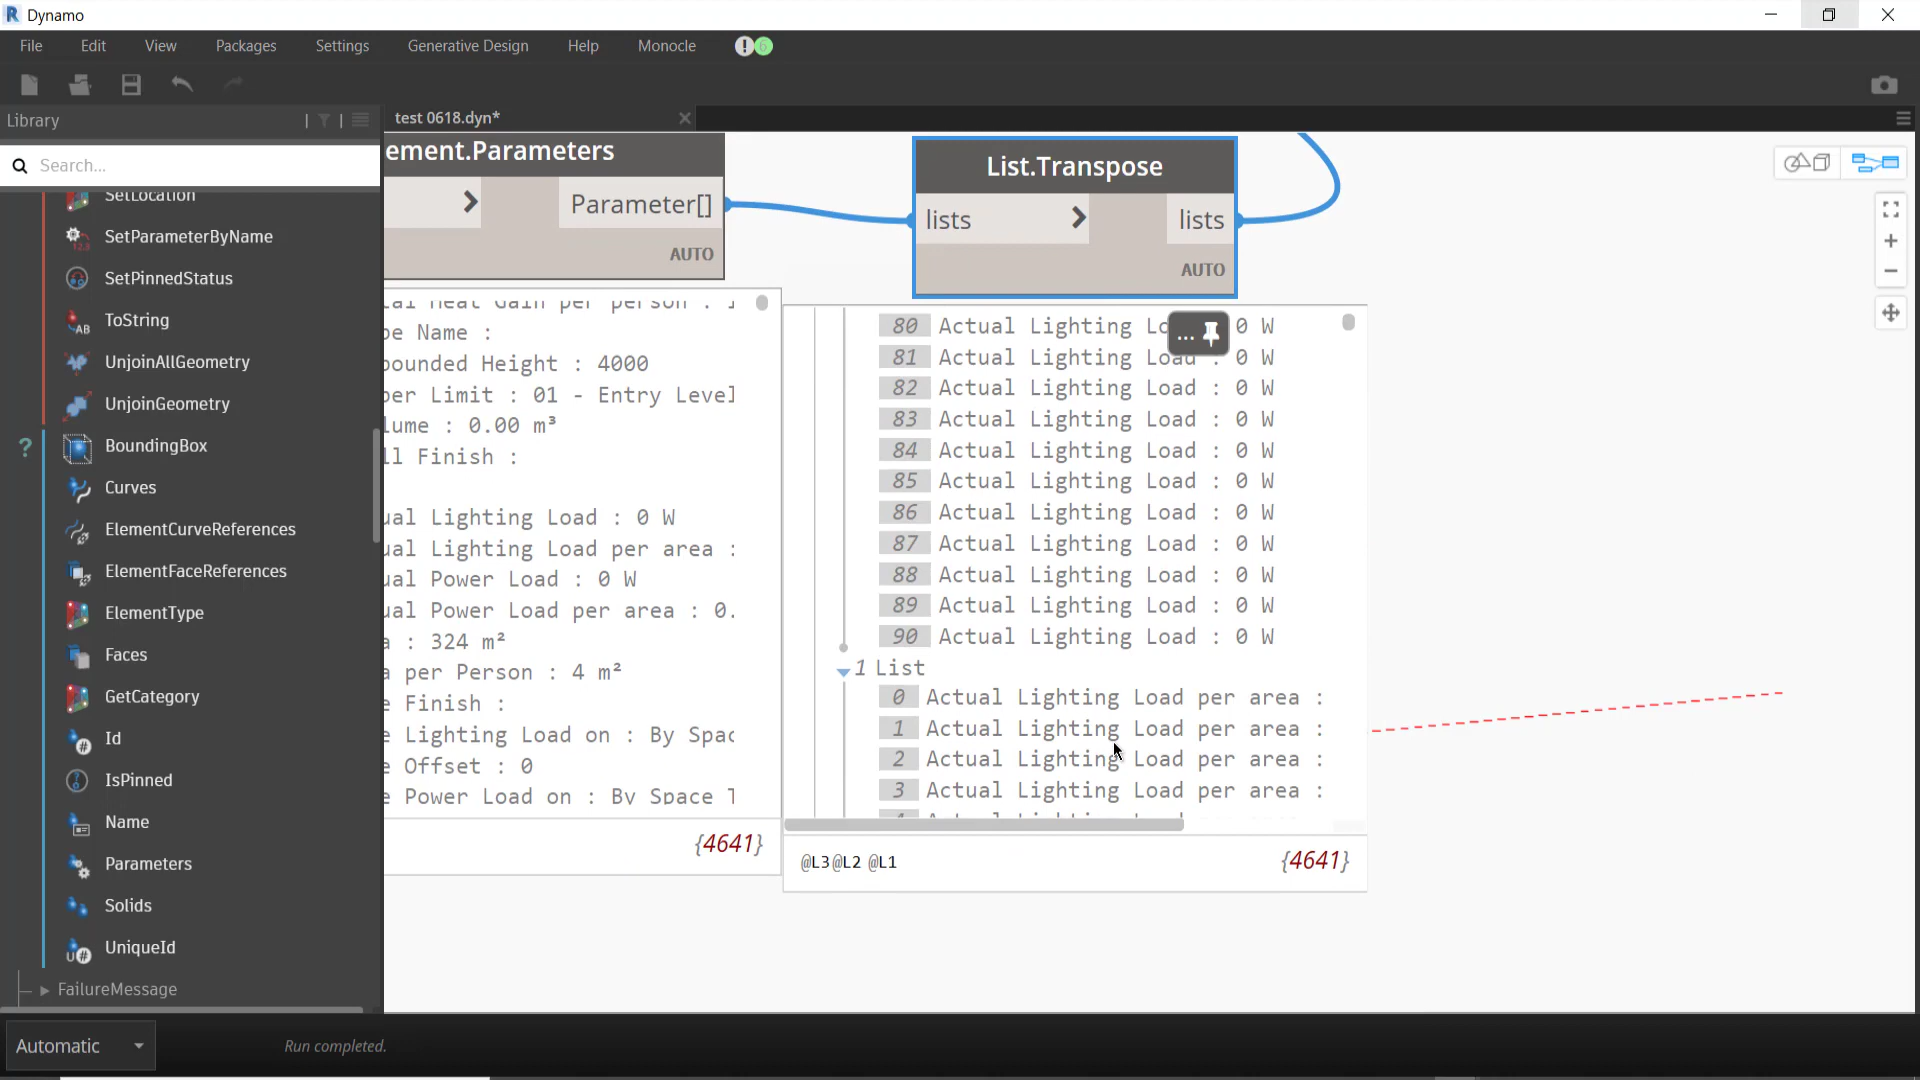 Dynamo
File Edit View Packages Settings Generative Design Help Monocle
Library
test 0618.dyn*
Search...
SetLocation
SetParameterByName
SetPinnedStatus
ToString
UnjoinAllGeometry
UnjoinGeometry
BoundingBox
Curves
ElementCurveReferences
ElementFaceReferences
ElementType
Faces
GetCategory
Id
IsPinned
Name
Parameters
Solids
UniqueId
FailureMessage
ement.Parameters
Parameter[]
AUTO
Heat Gain per person :
pe Name :
bounded Height : 4000
per Limit : 01 - Entry Level
lume : 0.00 m³
ll Finish :
ual Lighting Load : 0 W
ual Lighting Load per area :
ual Power Load : 0 W
ual Power Load per area : 0.
a : 324 m²
a per Person : 4 m²
e Finish :
e Lighting Load on : By Spac
e Offset : 0
e Power Load on : By Space T
{4641}
List.Transpose
lists > lists
AUTO
80 Actual Lighting Lo ... 0 W
81 Actual Lighting Load : 0 W
82 Actual Lighting Load : 0 W
83 Actual Lighting Load : 0 W
84 Actual Lighting Load : 0 W
85 Actual Lighting Load : 0 W
86 Actual Lighting Load : 0 W
87 Actual Lighting Load : 0 W
88 Actual Lighting Load : 0 W
89 Actual Lighting Load : 0 W
90 Actual Lighting Load : 0 W
1 List
0 Actual Lighting Load per area :
1 Actual Lighting Load per area :
2 Actual Lighting Load per area :
3 Actual Lighting Load per area :
@L3 @L2 @L1 {4641}
Automatic
Run completed.